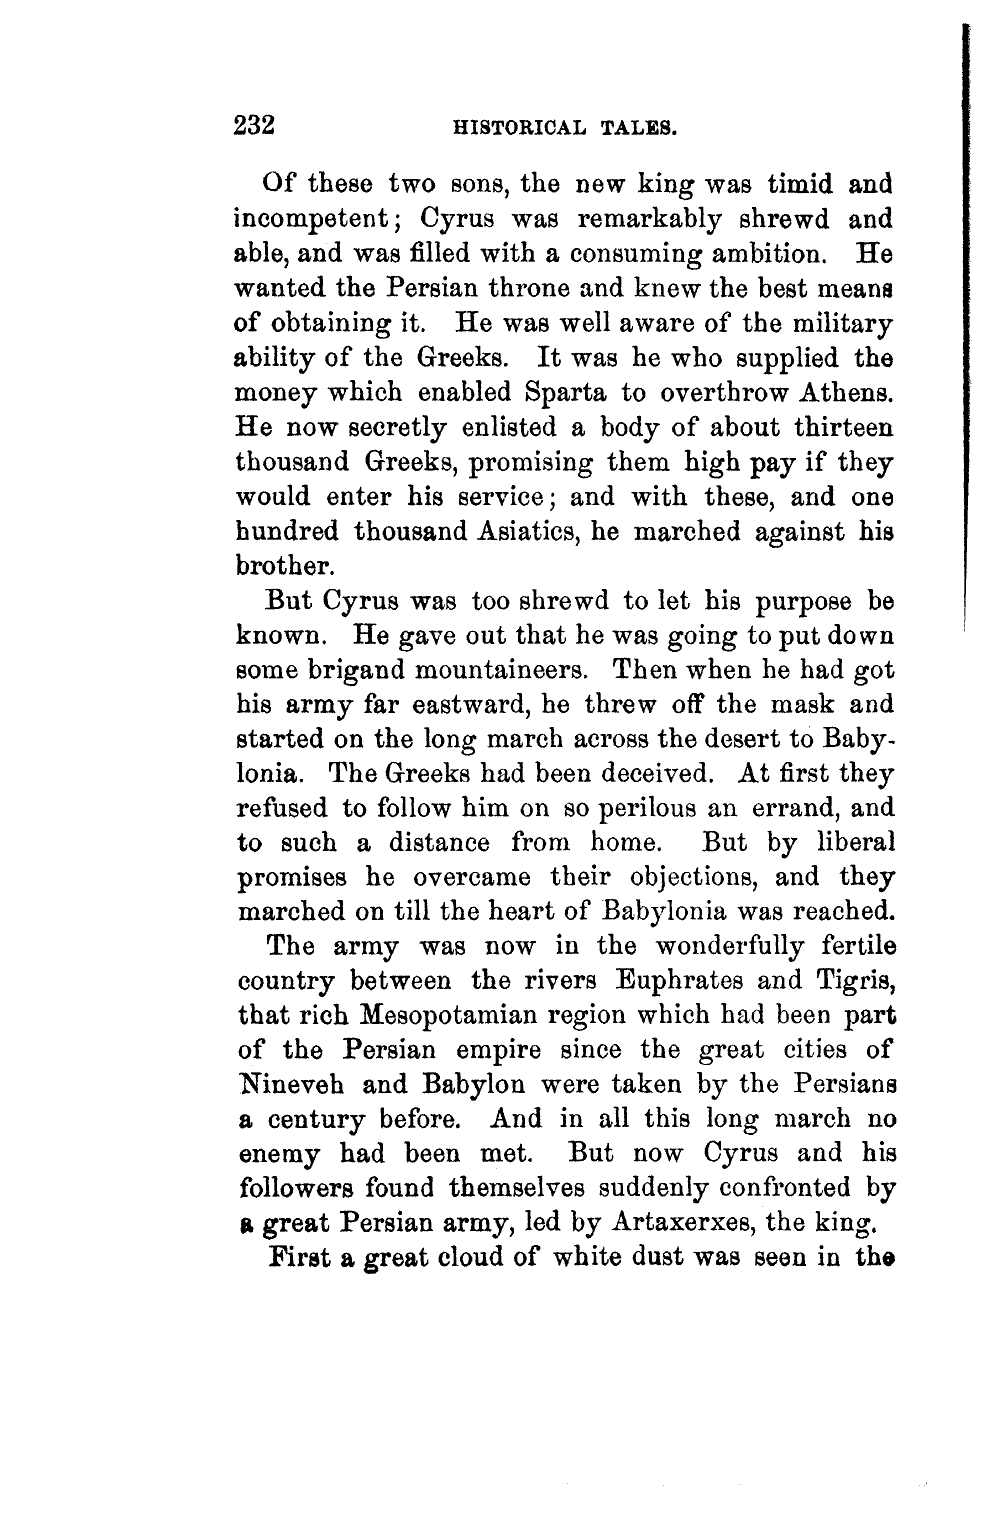 232 HISTORICAL TALES.
Of these two sons, the new king was timid and
incompetent; Cyrus was remarkably shrewd and
able, and was filled with a consuming ambition. He
wanted the Persian throne and knew the best means
of obtaining it. He was well aware of the military
ability of the Greeks. It was he who supplied the
money which enabled Sparta to overthrow Athens.
He now secretly enlisted a body of about thirteen
thousand Greeks, promising them high pay if they
would enter his service; and with these, and one
hundred thousand Asiatics, he marched against his
brother.
But Cyrus was too shrewd to let his purpose be
known. He gave out that he was going to put down
some brigand mountaineers. Then when he had got
his army far eastward, he threw off the mask and
started on the long march across the desert to Baby-
lonia. The Greeks had been deceived. At first they
refused to follow him on so perilous an errand, and
to such a distance from home. But by liberal
promises he overcame their objections, and they
marched on till the heart of Babylonia was reached.
The army was now in the wonderfully fertile
country between the rivers Euphrates and Tigris,
that rich Mesopotamian region which had been part
of the Persian empire since the great cities of
Nineveh and Babylon were taken by the Persians
a century before. And in all this long march no
enemy had been met. But now Cyrus and his
followers found themselves suddenly confronted by
a great Persian army, led by Artaxerxes, the king.
First a great cloud of white dust was seen in the